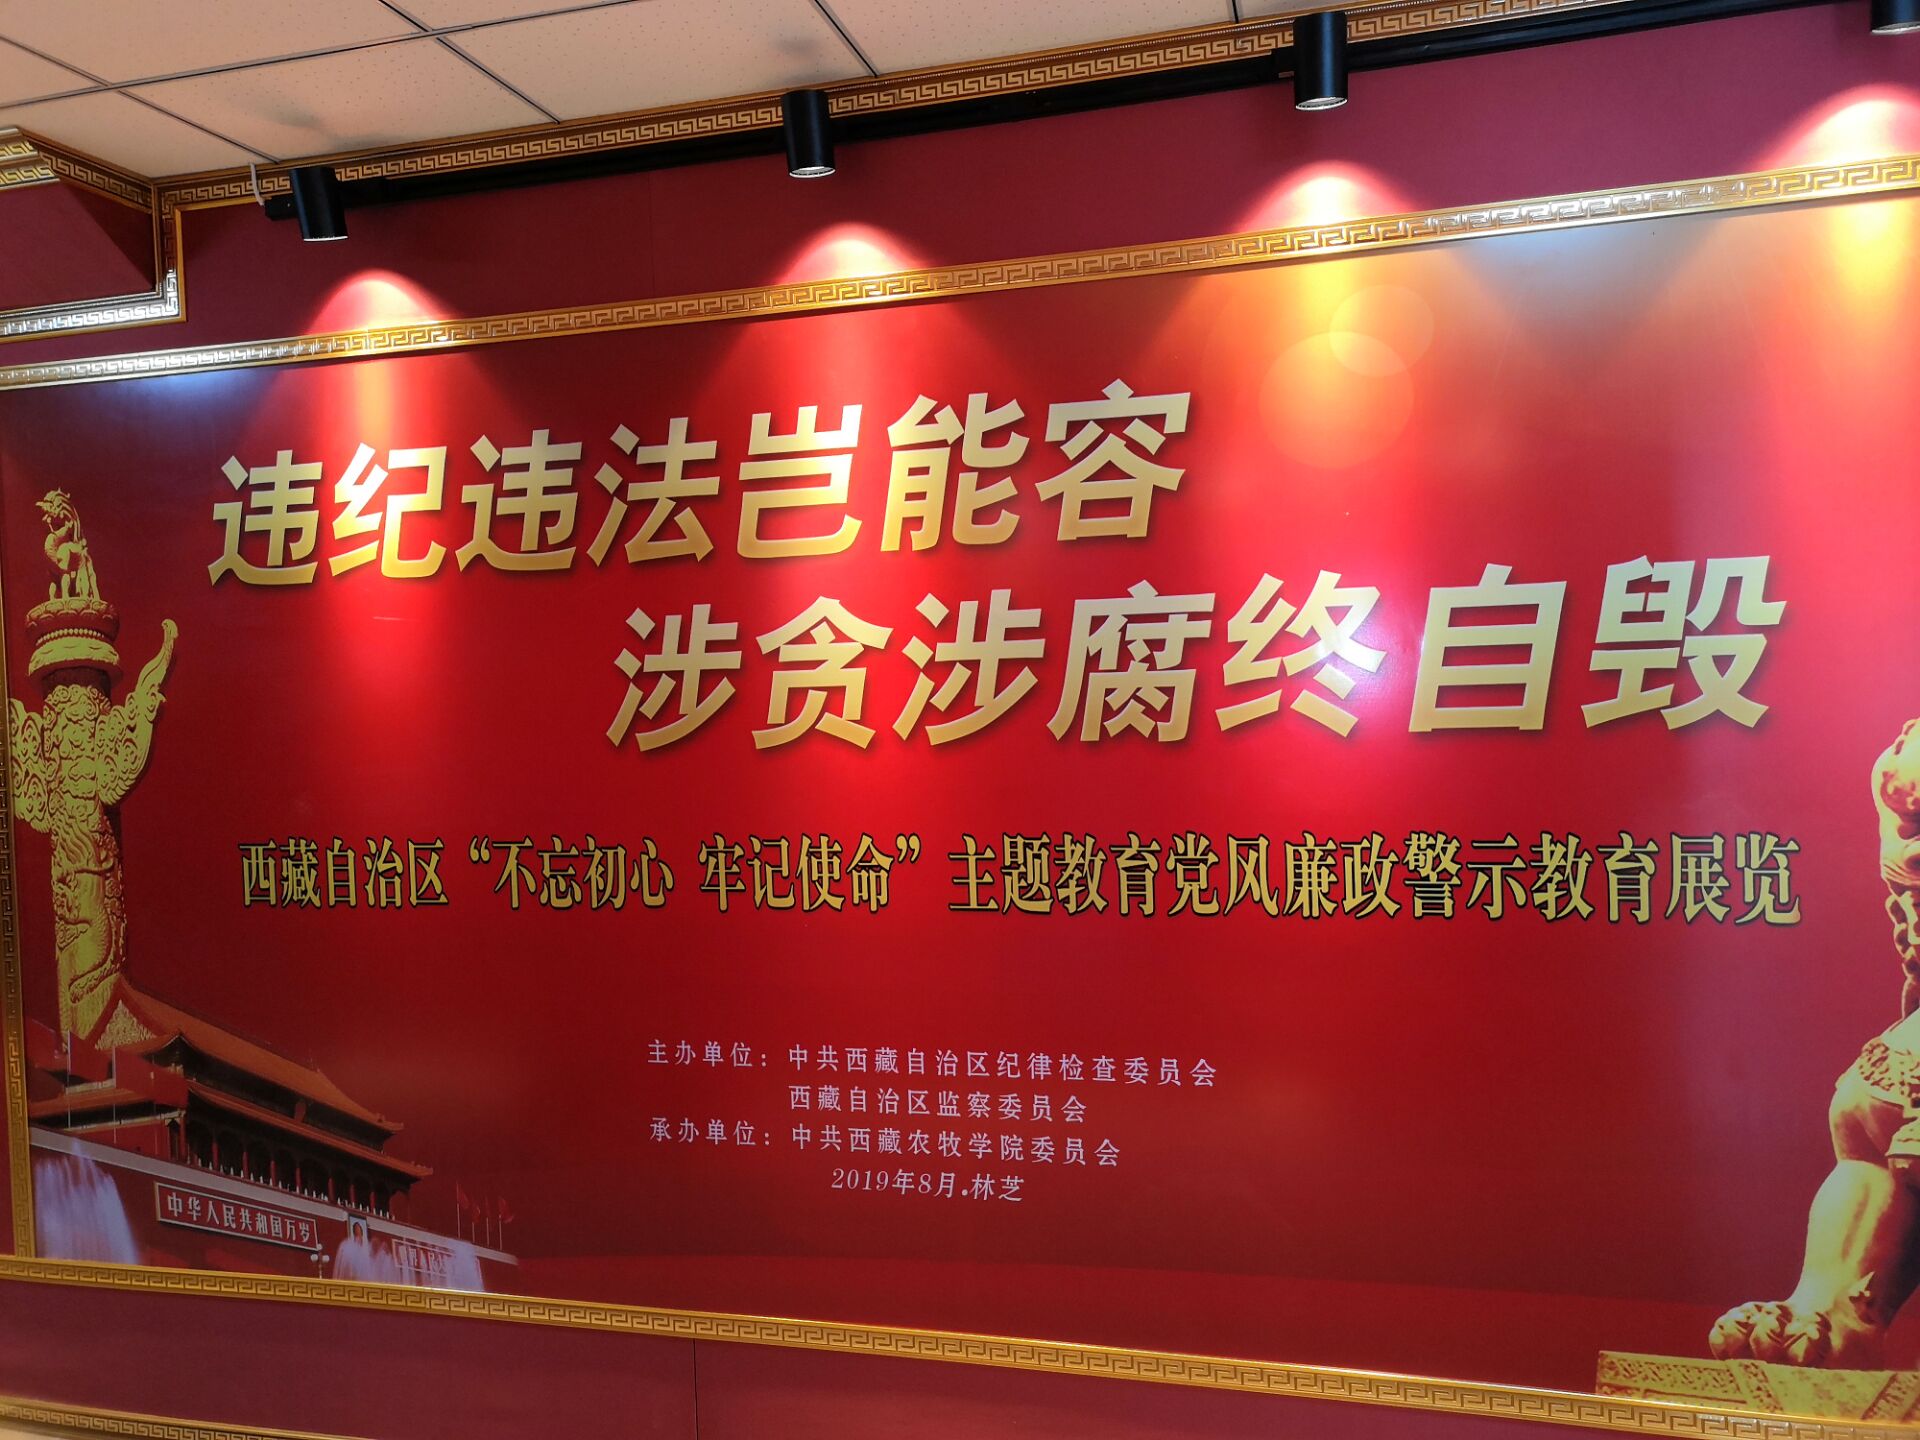 违纪违法岂能容
涉贪涉腐终自毁
西藏自治区“不忘初心 牢记使命”主题教育党风廉政警示教育展览
主办单位：中共西藏自治区纪律检查委员会
西藏自治区监察委员会
承办单位：中共西藏农牧学院委员会
2019年8月.林芝
中华人民共和国万岁